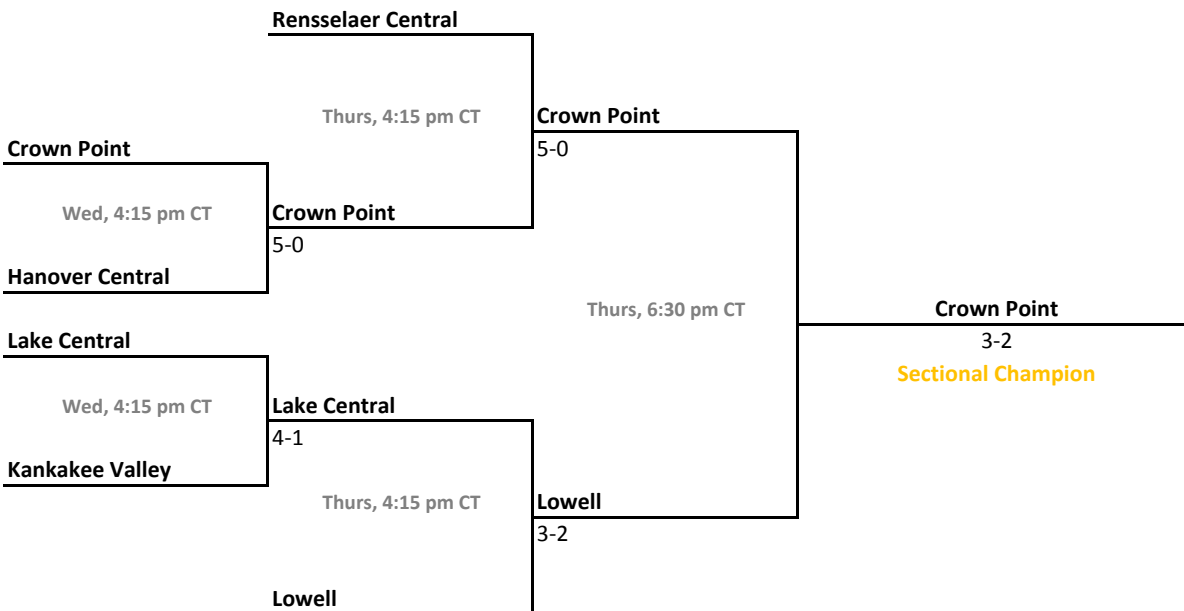 Rensselaer Central
Thurs, 4:15 pm CT
Crown Point
5-0
Crown Point
Wed, 4:15 pm CT
Crown Point
5-0
Hanover Central
Thurs, 6:30 pm CT
Crown Point
3-2
Sectional Champion
Lake Central
Wed, 4:15 pm CT
Lake Central
4-1
Kankakee Valley
Thurs, 4:15 pm CT
Lowell
3-2
Lowell